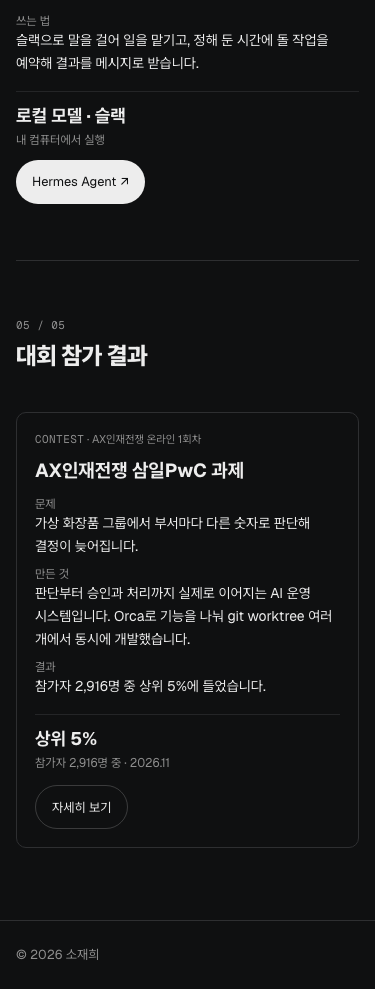 쓰는 법
슬랙으로 말을 걸어 일을 맡기고, 정해 둔 시간에 돌 작업을
예약해 결과를 메시지로 받습니다.
로컬 모델 · 슬랙
내 컴퓨터에서 실행
Hermes Agent ↗
05 / 05
대회 참가 결과
CONTEST · AX인재전쟁 온라인 1회차
AX인재전쟁 삼일PwC 과제
문제
가상 화장품 그룹에서 부서마다 다른 숫자로 판단해
결정이 늦어집니다.
만든 것
판단부터 승인과 처리까지 실제로 이어지는 AI 운영
시스템입니다. Orca로 기능을 나눠 git worktree 여러
개에서 동시에 개발했습니다.
결과
참가자 2,916명 중 상위 5%에 들었습니다.
상위 5%
참가자 2,916명 중 · 2026.11
자세히 보기
© 2026 소재희